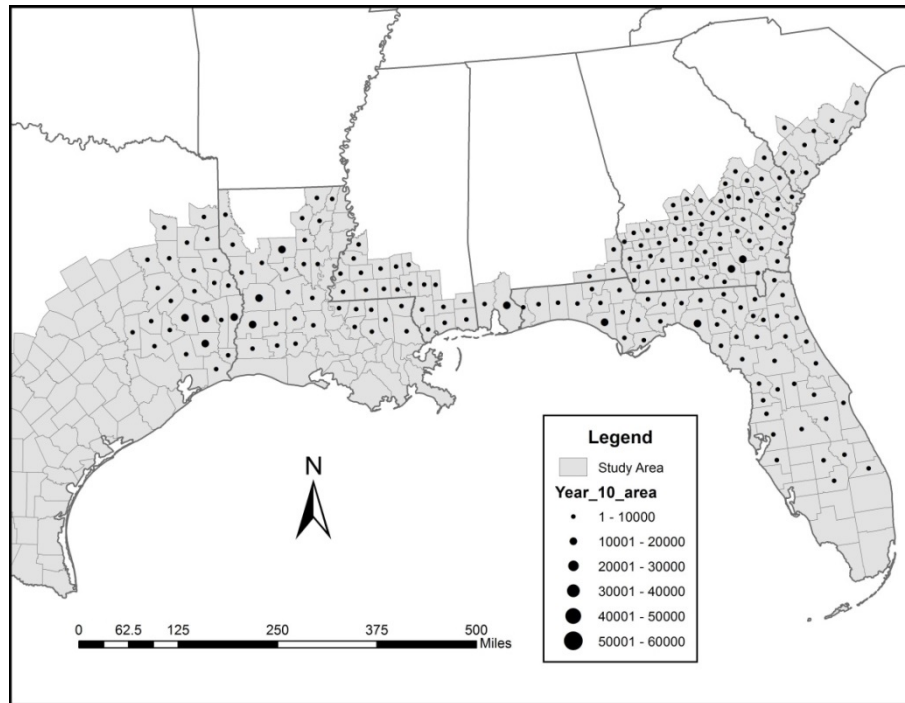 N
0 62.5 125 250 375 500
Miles
Legend
Study Area
Year_10_area
1 - 10000
10001 - 20000
20001 - 30000
30001 - 40000
40001 - 50000
50001 - 60000